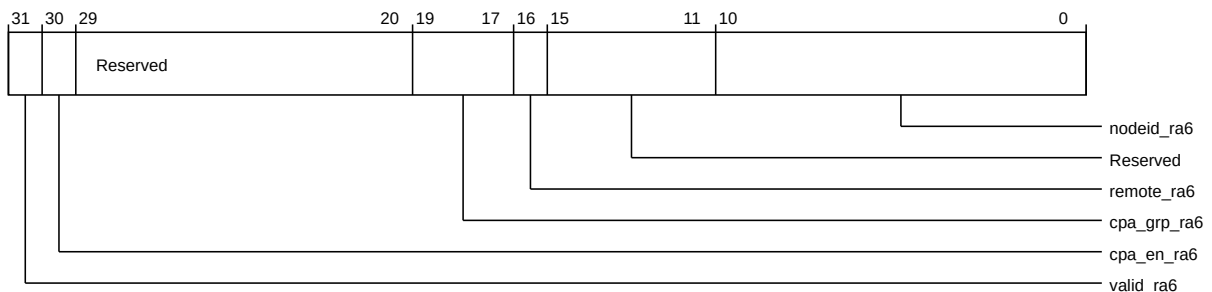 31 30 29 20 19 17 16 15 11 10 0
Reserved
nodeid_ra6
Reserved
remote_ra6
cpa_grp_ra6
cpa_en_ra6
valid_ra6